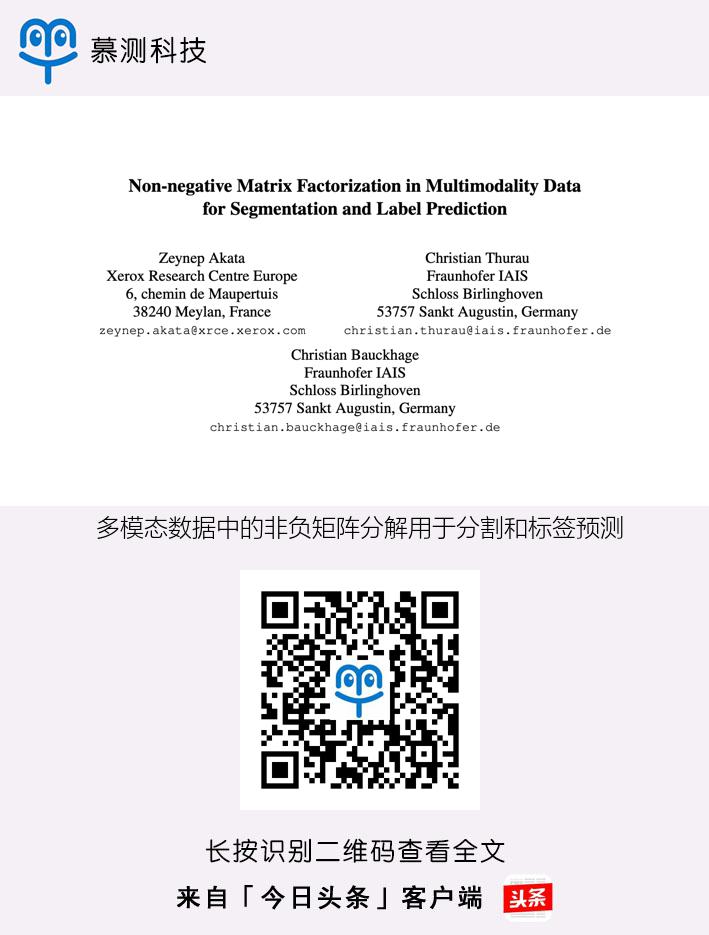 慕测科技
Non-negative Matrix Factorization in Multimodality Data
for Segmentation and Label Prediction
Zeynep Akata
Xerox Research Centre Europe
6, chemin de Maupertuis
38240 Meylan, France
zeynep.akata@xrce.xerox.com
Christian Thurau
Fraunhofer IAIS
Schloss Birlinghoven
53757 Sankt Augustin, Germany
christian.thurau@iais.fraunhofer.de
Christian Bauckhage
Fraunhofer IAIS
Schloss Birlinghoven
53757 Sankt Augustin, Germany
christian.bauckhage@iais.fraunhofer.de
多模态数据中的非负矩阵分解用于分割和标签预测
长按识别二维码查看全文
来自「今日头条」客户端
头条